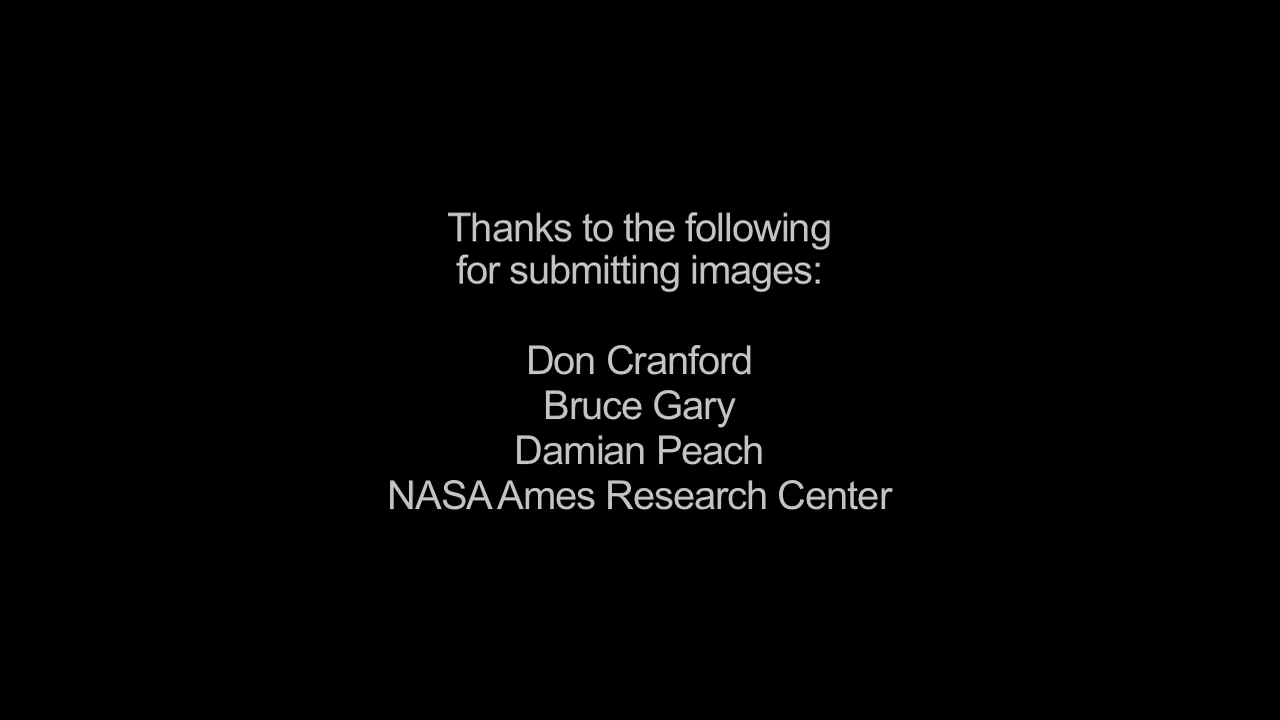 Thanks to the following
for submitting images:
Don Cranford
Bruce Gary
Damian Peach
NASA Ames Research Center